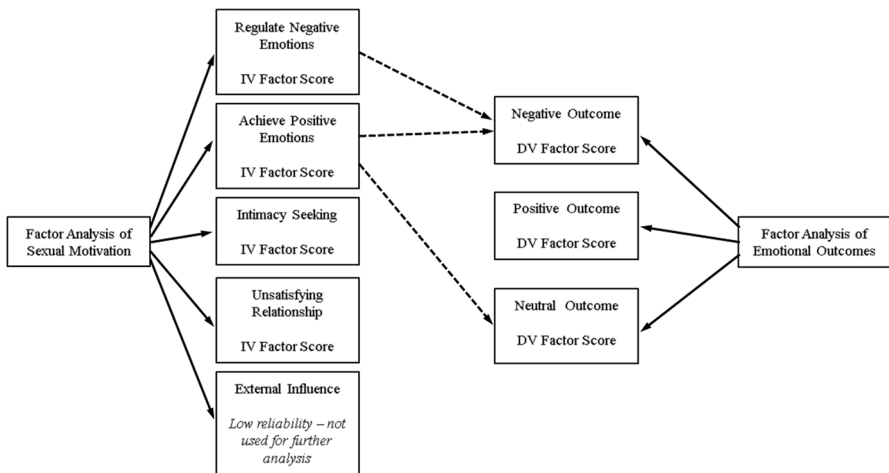 Factor Analysis of
Sexual Motivation
Regulate Negative
Emotions
IV Factor Score
Achieve Positive
Emotions
IV Factor Score
Intimacy Seeking
IV Factor Score
Unsatisfying
Relationship
IV Factor Score
External Influence
Low reliability – not
used for further
analysis
Negative Outcome
DV Factor Score
Positive Outcome
DV Factor Score
Neutral Outcome
DV Factor Score
Factor Analysis of
Emotional Outcomes